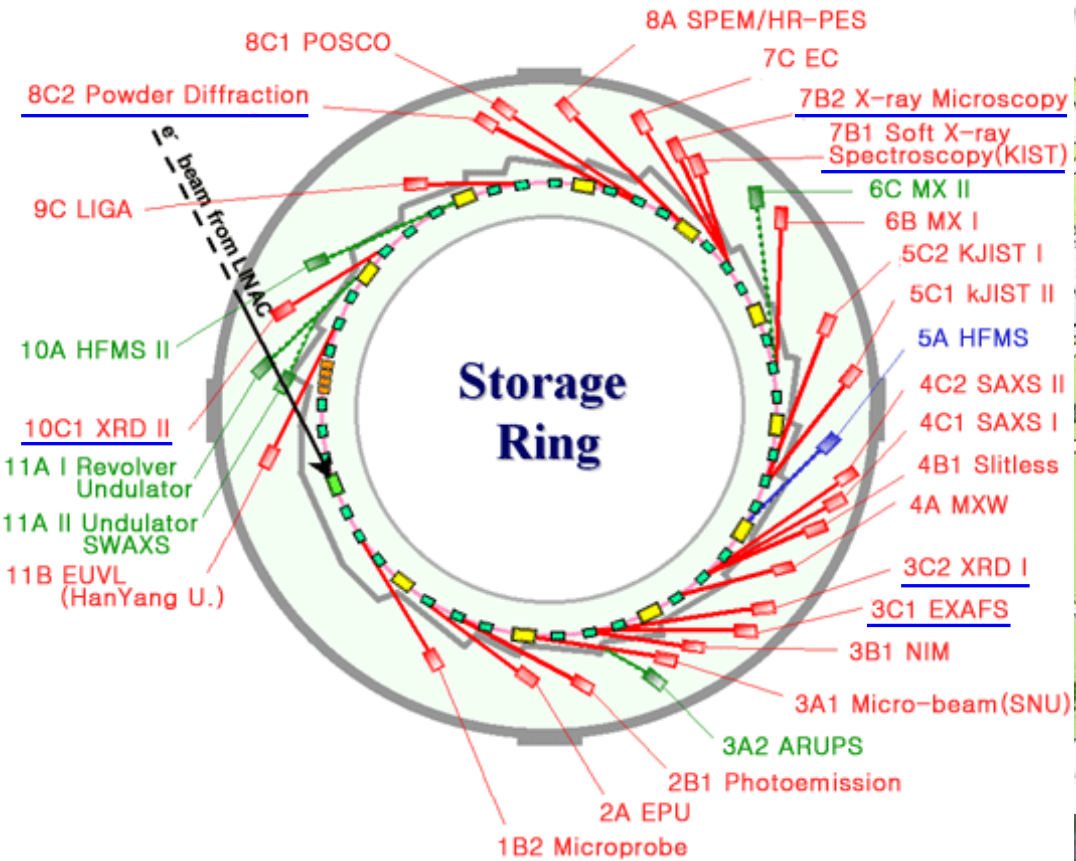 8A SPEM/HR-PES
8C1 POSCO
7C EC
8C2 Powder Diffraction
7B2 X-ray Microscopy
7B1 Soft X-ray
Spectroscopy(KIST)
e- beam from LINAC
6C MX II
9C LIGA
6B MX I
5C2 KJIST I
5C1 kJIST II
10A HFMS II
5A HFMS
Storage
Ring
4C2 SAXS II
10C1 XRD II
4C1 SAXS I
11A I Revolver
Undulator
4B1 Slitless
4A MXW
11A II Undulator
SWAXS
3C2 XRD I
11B EUVL
(HanYang U.)
3C1 EXAFS
3B1 NIM
3A1 Micro-beam(SNU)
3A2 ARUPS
2B1 Photoemission
2A EPU
1B2 Microprobe